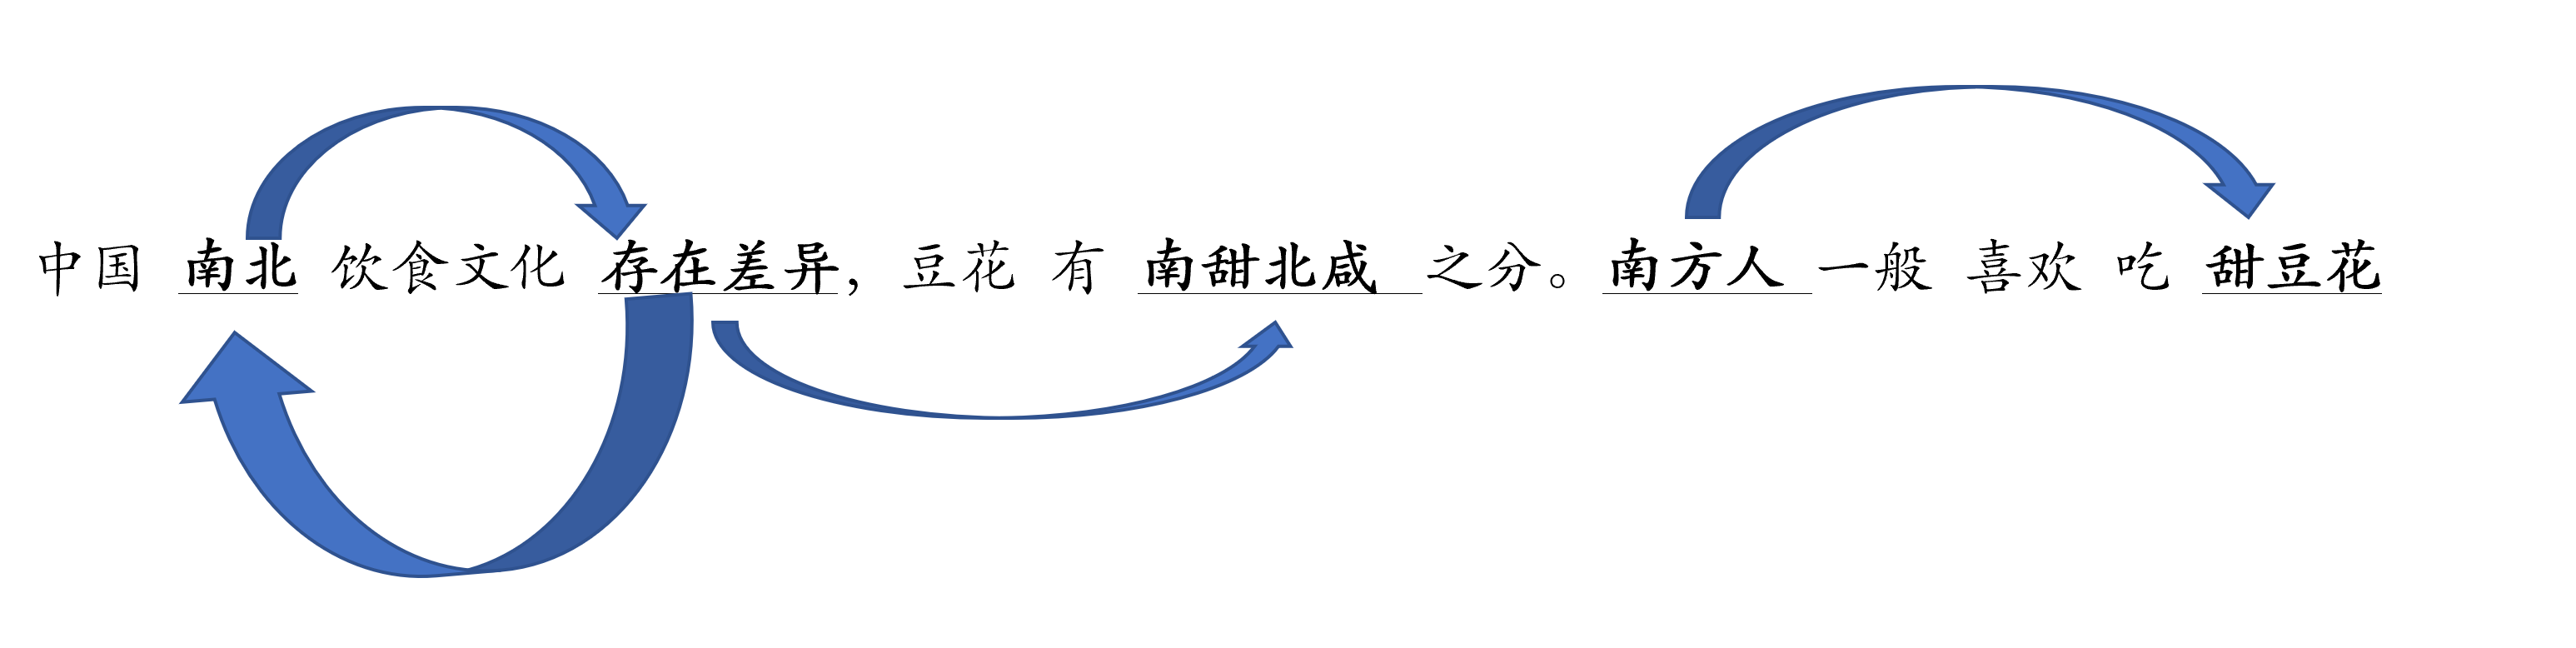 中国 南北 饮食文化 存在差异，豆花 有 南甜北咸 之分。南方人 一般 喜欢 吃 甜豆花